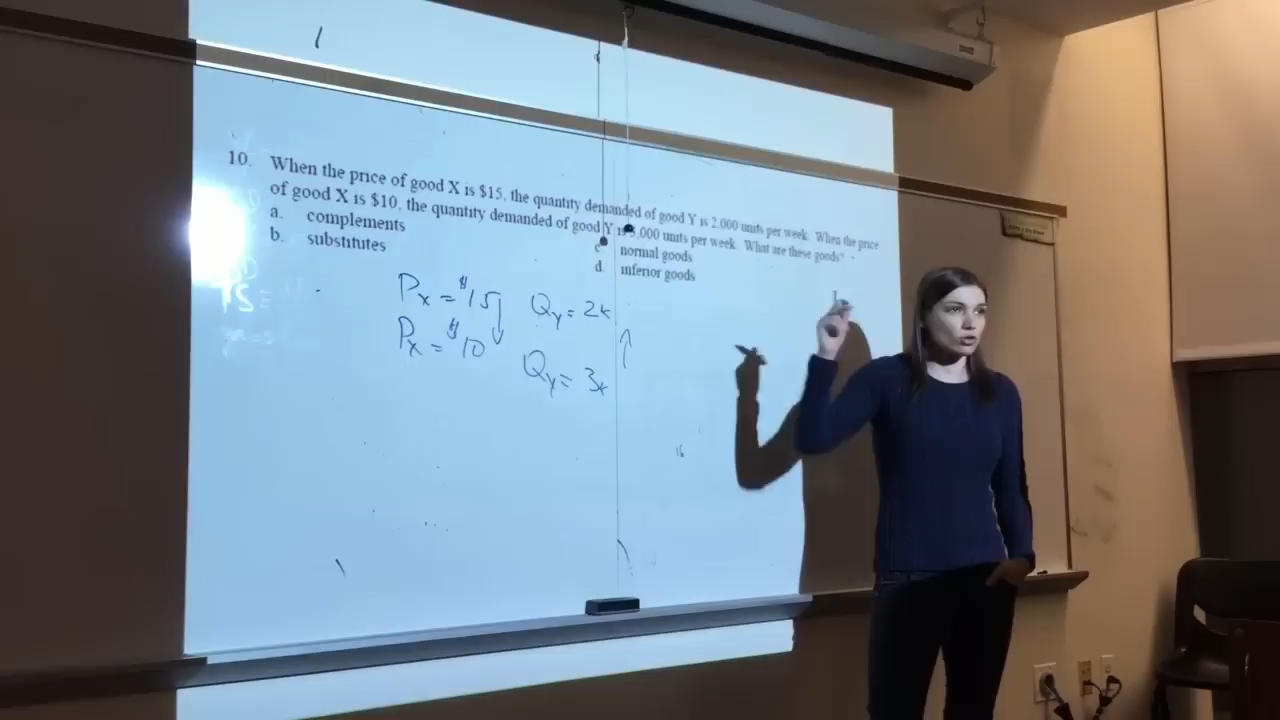 10. When the price of good X is $15, the quantity demanded of good Y is 2,000 units per week. When the price
of good X is $10, the quantity demanded of good Y is 3,000 units per week. What are these goods?
a. complements
b. substitutes
c. normal goods
d. inferior goods
Px = $15 Qy = 2k
Px = $10
Qy = 3k
16